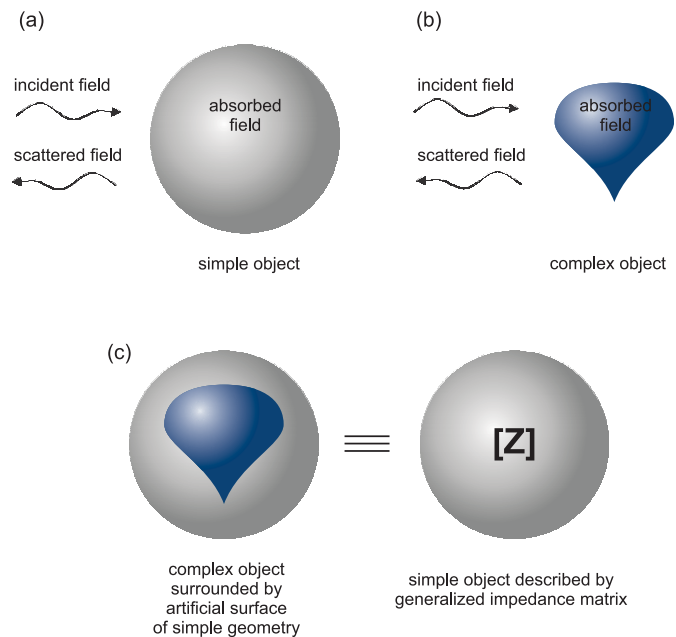 (a)
incident field
scattered field
absorbed
field
simple object
(b)
incident field
scattered field
absorbed
field
complex object
(c)
complex object
surrounded by
artificial surface
of simple geometry
[Z]
simple object described by
generalized impedance matrix